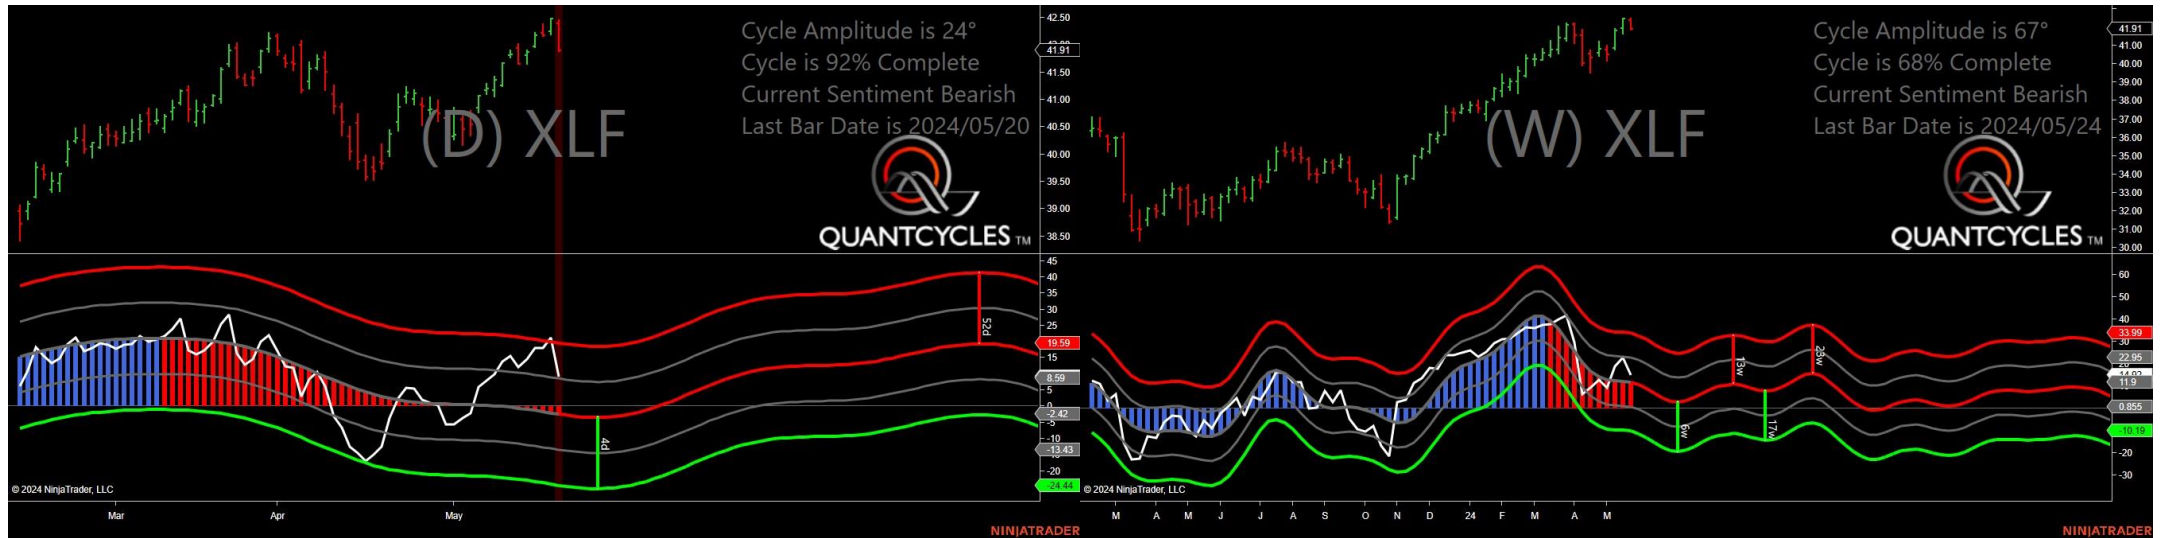 Cycle Amplitude is 24°
Cycle is 92% Complete
Current Sentiment Bearish
Last Bar Date is 2024/05/20
(D) XLF
QUANTCYCLES TM
42.50
41.91
41.50
41.00
40.50
40.00
39.50
39.00
38.50
45
40
35
30
25
19.59
15
8.59
5
0
-2.42
-5
-10
-13.43
-20
-24.44
52d
4d
© 2024 NinjaTrader, LLC
Mar Apr May
NINJATRADER
Cycle Amplitude is 67°
Cycle is 68% Complete
Current Sentiment Bearish
Last Bar Date is 2024/05/24
(W) XLF
QUANTCYCLES TM
41.91
41.00
40.00
39.00
38.00
37.00
36.00
35.00
34.00
33.00
32.00
31.00
30.00
60
50
40
33.99
30
22.95
11.9
0.855
-10.19
-20
-30
13w
23w
6w
17w
© 2024 NinjaTrader, LLC
M A M J J A S O N D 24 F M A M
NINJATRADER